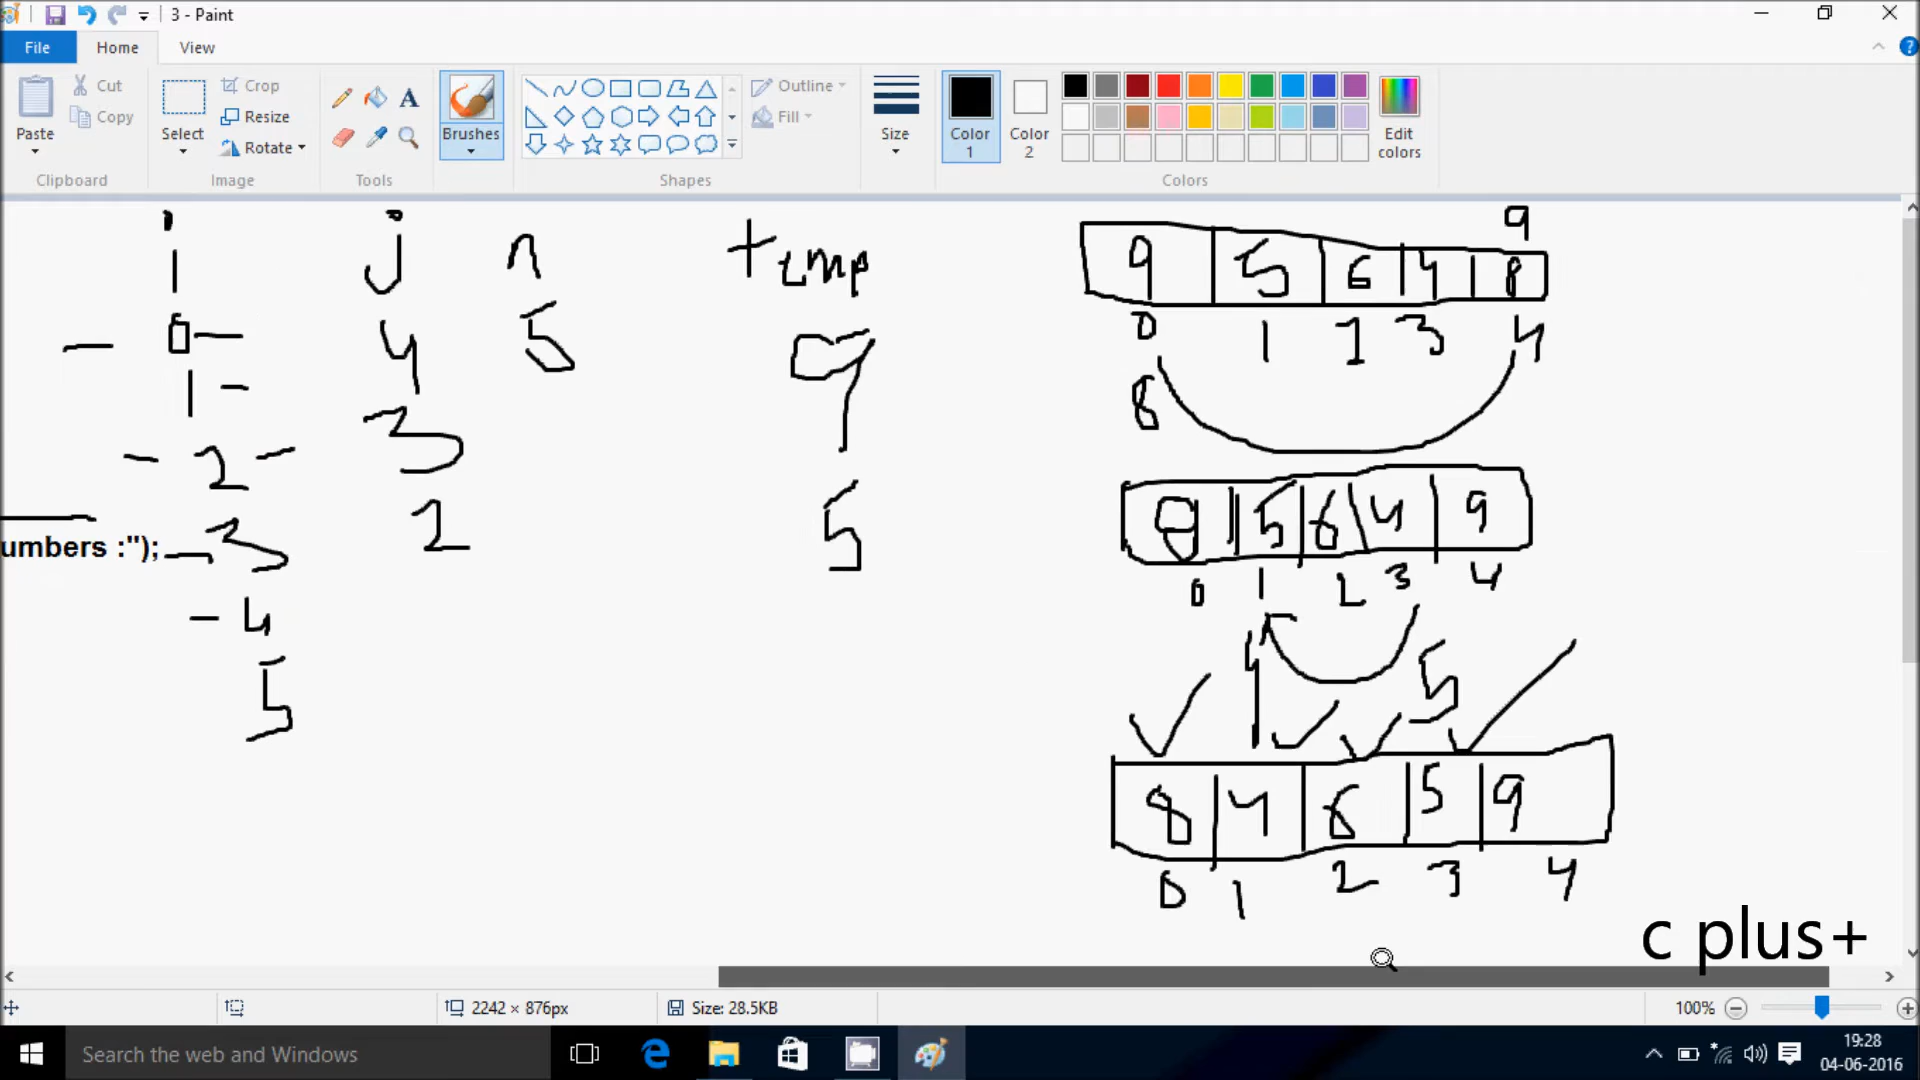 3 - Paint
File Home View
Paste
Cut
Copy
Clipboard
Select
Crop
Resize
Rotate
Image
Tools
Brushes
Shapes
Outline
Fill
Size
Color 1
Color 2
Edit colors
Colors
i j n temp
0 4 5 9
1 3 5
2 2
3
4
5
umbers :");
9
9 5 6 4 8
0 1 2 3 4
8
8 5 6 4 9
0 1 2 3 4
4 5
8 4 6 5 9
0 1 2 3 4
c plus+
2242 × 876px
Size: 28.5KB
100%
Search the web and Windows
19:28
04-06-2016